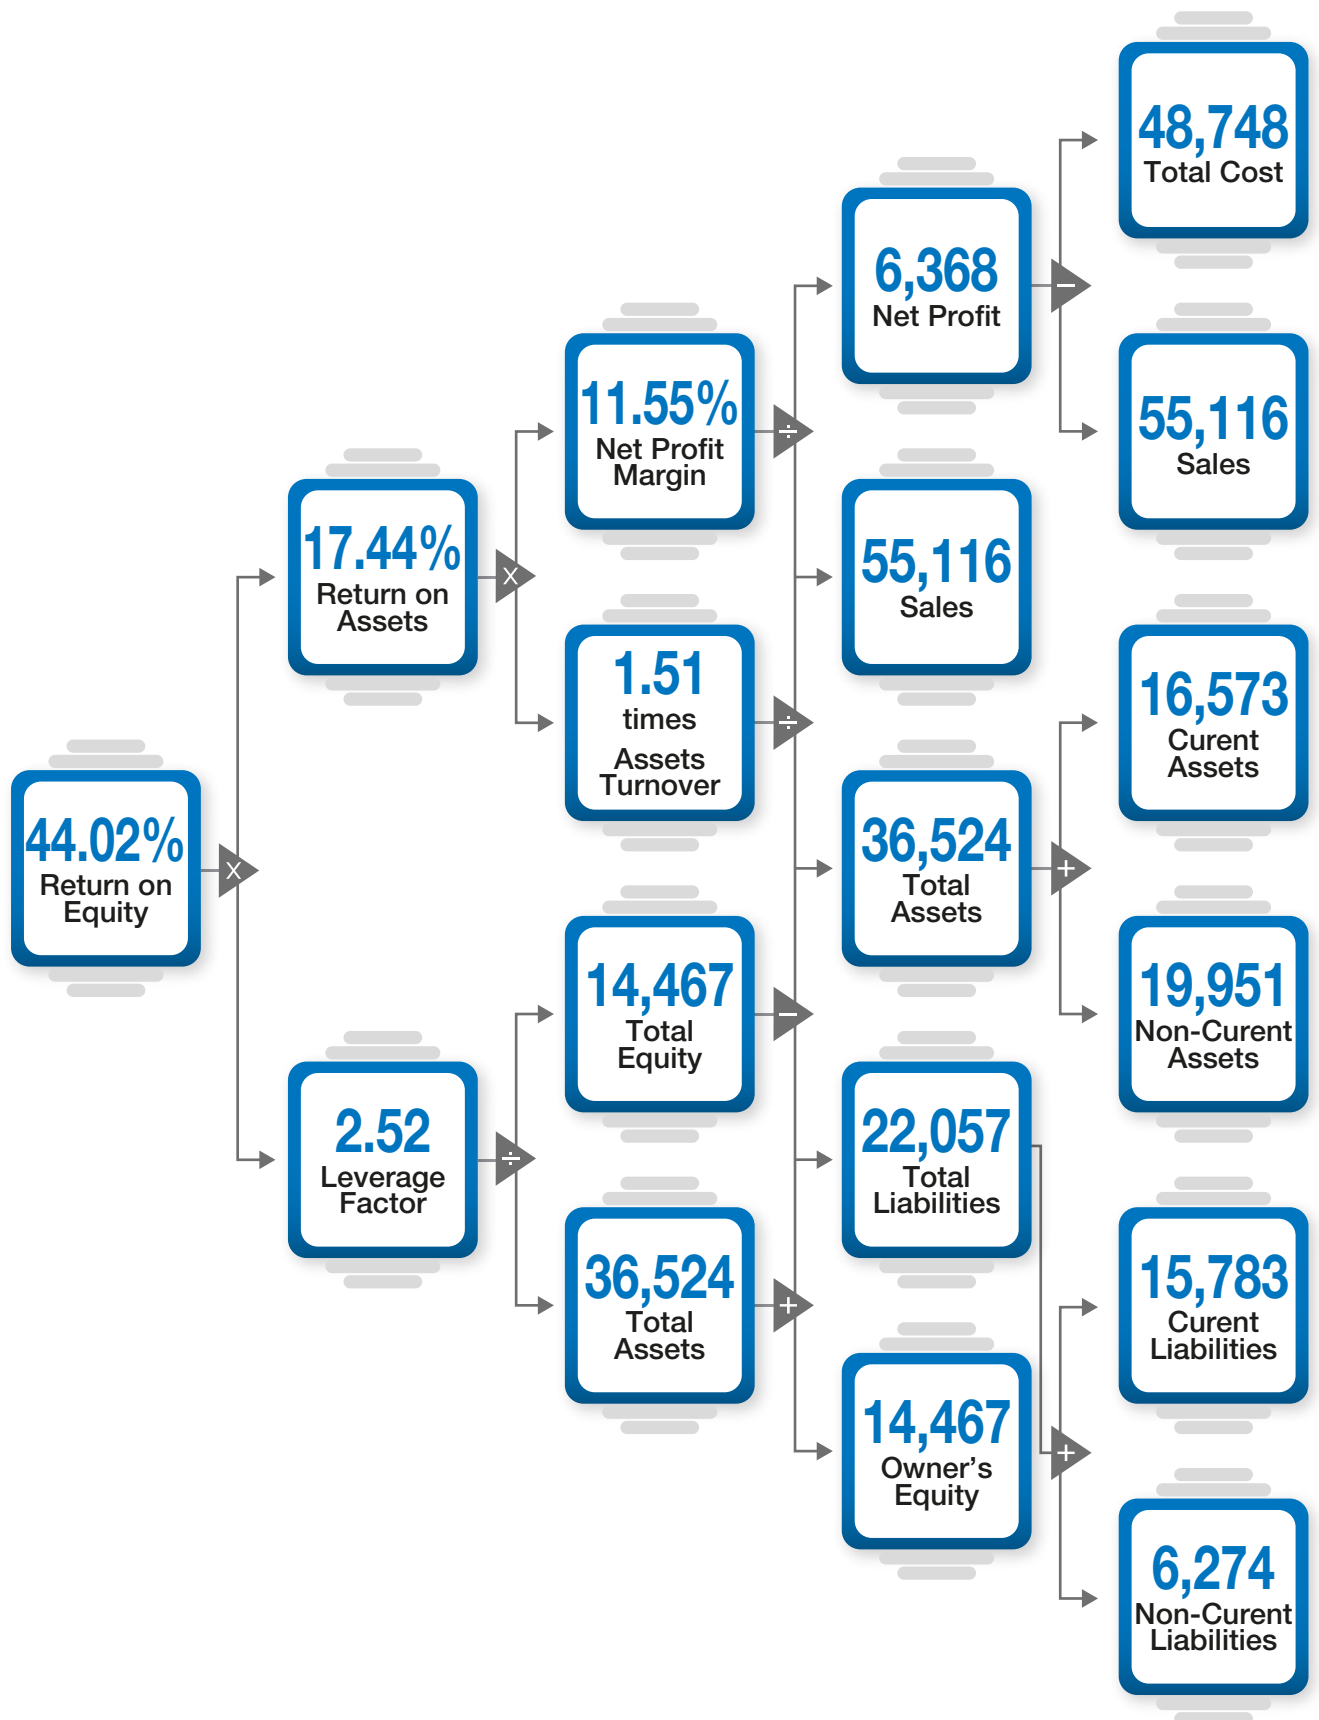 48,748
Total Cost
6,368
Net Profit
−
55,116
Sales
11.55%
Net Profit
Margin
÷
17.44%
Return on
Assets
x
55,116
Sales
1.51
times
Assets
Turnover
÷
16,573
Curent
Assets
44.02%
Return on
Equity
x
36,524
Total
Assets
+
14,467
Total
Equity
−
19,951
Non-Curent
Assets
2.52
Leverage
Factor
÷
22,057
Total
Liabilities
36,524
Total
Assets
+
15,783
Curent
Liabilities
14,467
Owner’s
Equity
+
6,274
Non-Curent
Liabilities